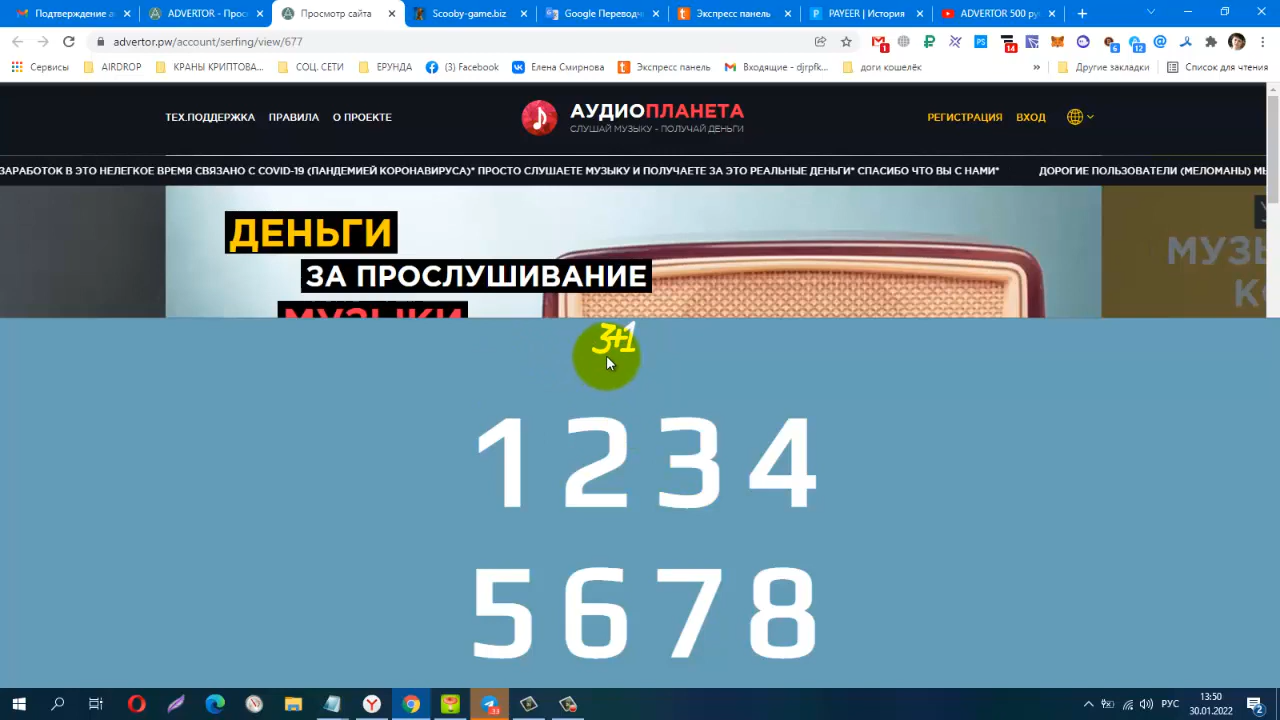 Подтверждение а
ADVERTOR - Прос
Просмотр сайта
Scooby-game.biz
Google Переводч
Экспресс панель
PAYEER | История
ADVERTOR 500 ру
advertor.pw/account/serfing/view/677
Сервисы
AIRDROP
КРАНЫ КРИПТОВА...
СОЦ. СЕТИ
ЕРУНДА
(3) Facebook
Елена Смирнова
Экспресс панель
Входящие - djrpfk...
доги кошелёк
»
Другие закладки
Список для чтения
ТЕХ.ПОДДЕРЖКА
ПРАВИЛА
О ПРОЕКТЕ
АУДИОПЛАНЕТА
СЛУШАЙ МУЗЫКУ - ПОЛУЧАЙ ДЕНЬГИ
РЕГИСТРАЦИЯ
ВХОД
ЗАРАБОТОК В ЭТО НЕЛЕГКОЕ ВРЕМЯ СВЯЗАНО С COVID-19 (ПАНДЕМИЕЙ КОРОНАВИРУСА)* ПРОСТО СЛУШАЕТЕ МУЗЫКУ И ПОЛУЧАЕТЕ ЗА ЭТО РЕАЛЬНЫЕ ДЕНЬГИ* СПАСИБО ЧТО ВЫ С НАМИ*
ДОРОГИЕ ПОЛЬЗОВАТЕЛИ (МЕЛОМАНЫ) МЫ
ДЕНЬГИ
ЗА ПРОСЛУШИВАНИЕ
МУЗЫКИ
МУЗЫ
К
3+1
1 2 3 4
5 6 7 8
РУС
13:50
30.01.2022